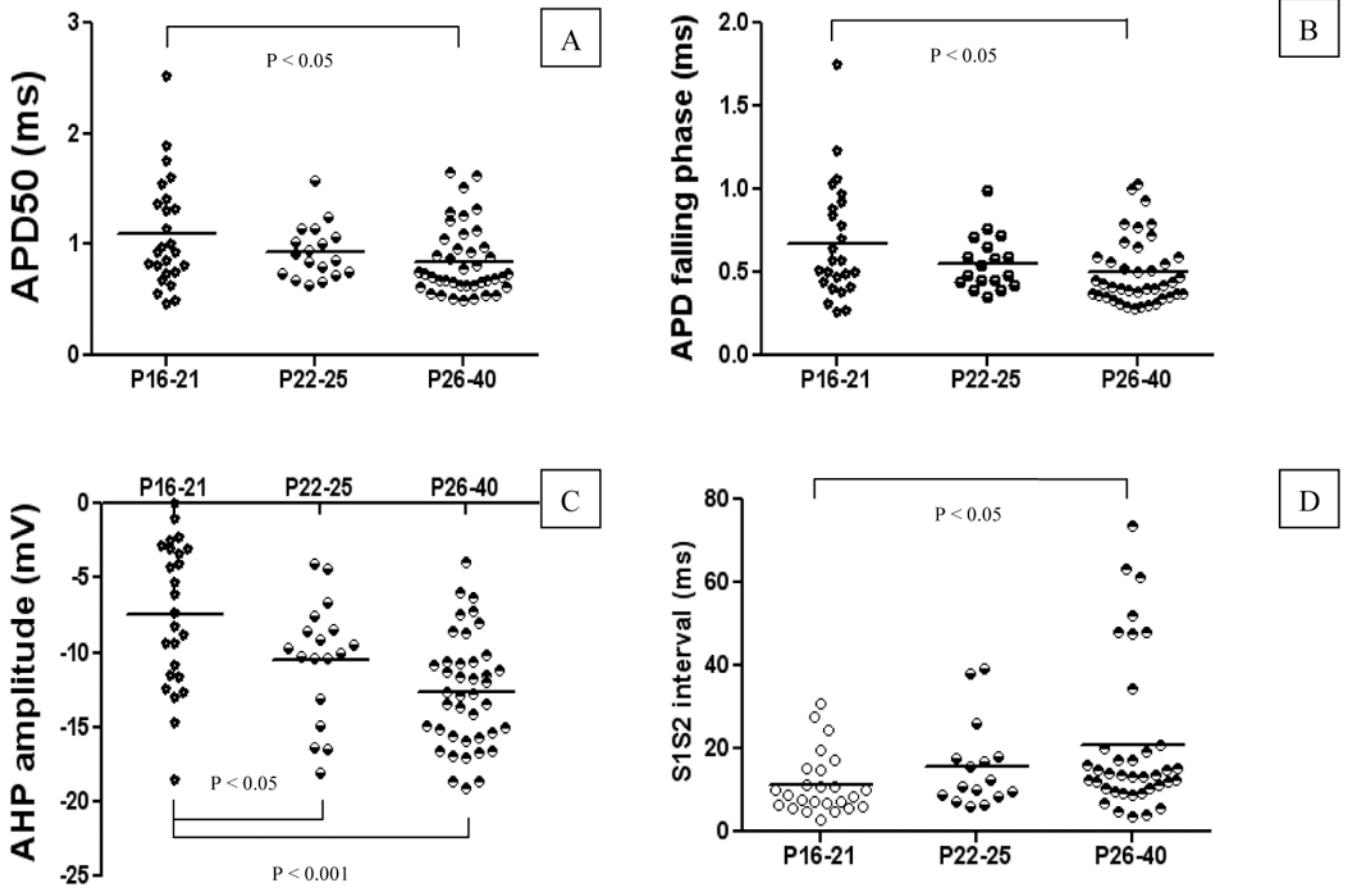 A
P < 0.05
APD50 (ms)
3
2
1
0
P16-21 P22-25 P26-40
B
P < 0.05
APD falling phase (ms)
2.0
1.5
1.0
0.5
0.0
P16-21 P22-25 P26-40
C
P16-21 P22-25 P26-40
AHP amplitude (mV)
0
-5
-10
-15
-20
-25
P < 0.05
P < 0.001
D
P < 0.05
S1S2 interval (ms)
80
60
40
20
0
P16-21 P22-25 P26-40